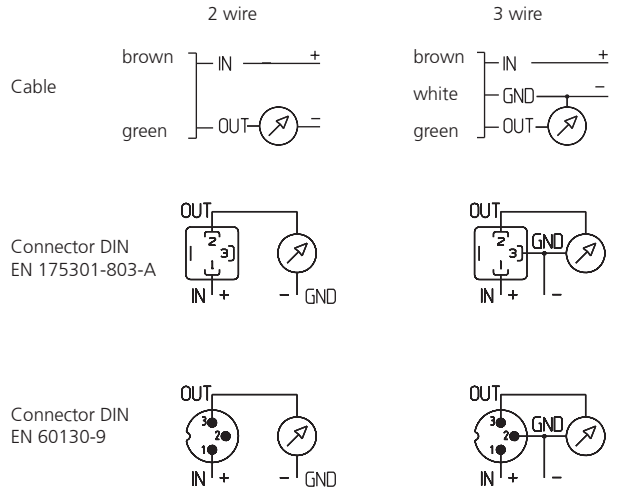 2 wire 3 wire
brown IN – + brown IN +
Cable white GND –
green OUT – green OUT
OUT OUT
Connector DIN 2 3 2 3 GND
EN 175301-803-A 1 1
IN + – GND IN + –
OUT OUT
Connector DIN 3 2 3 2 GND
EN 60130-9 1 1
IN + – GND IN + –